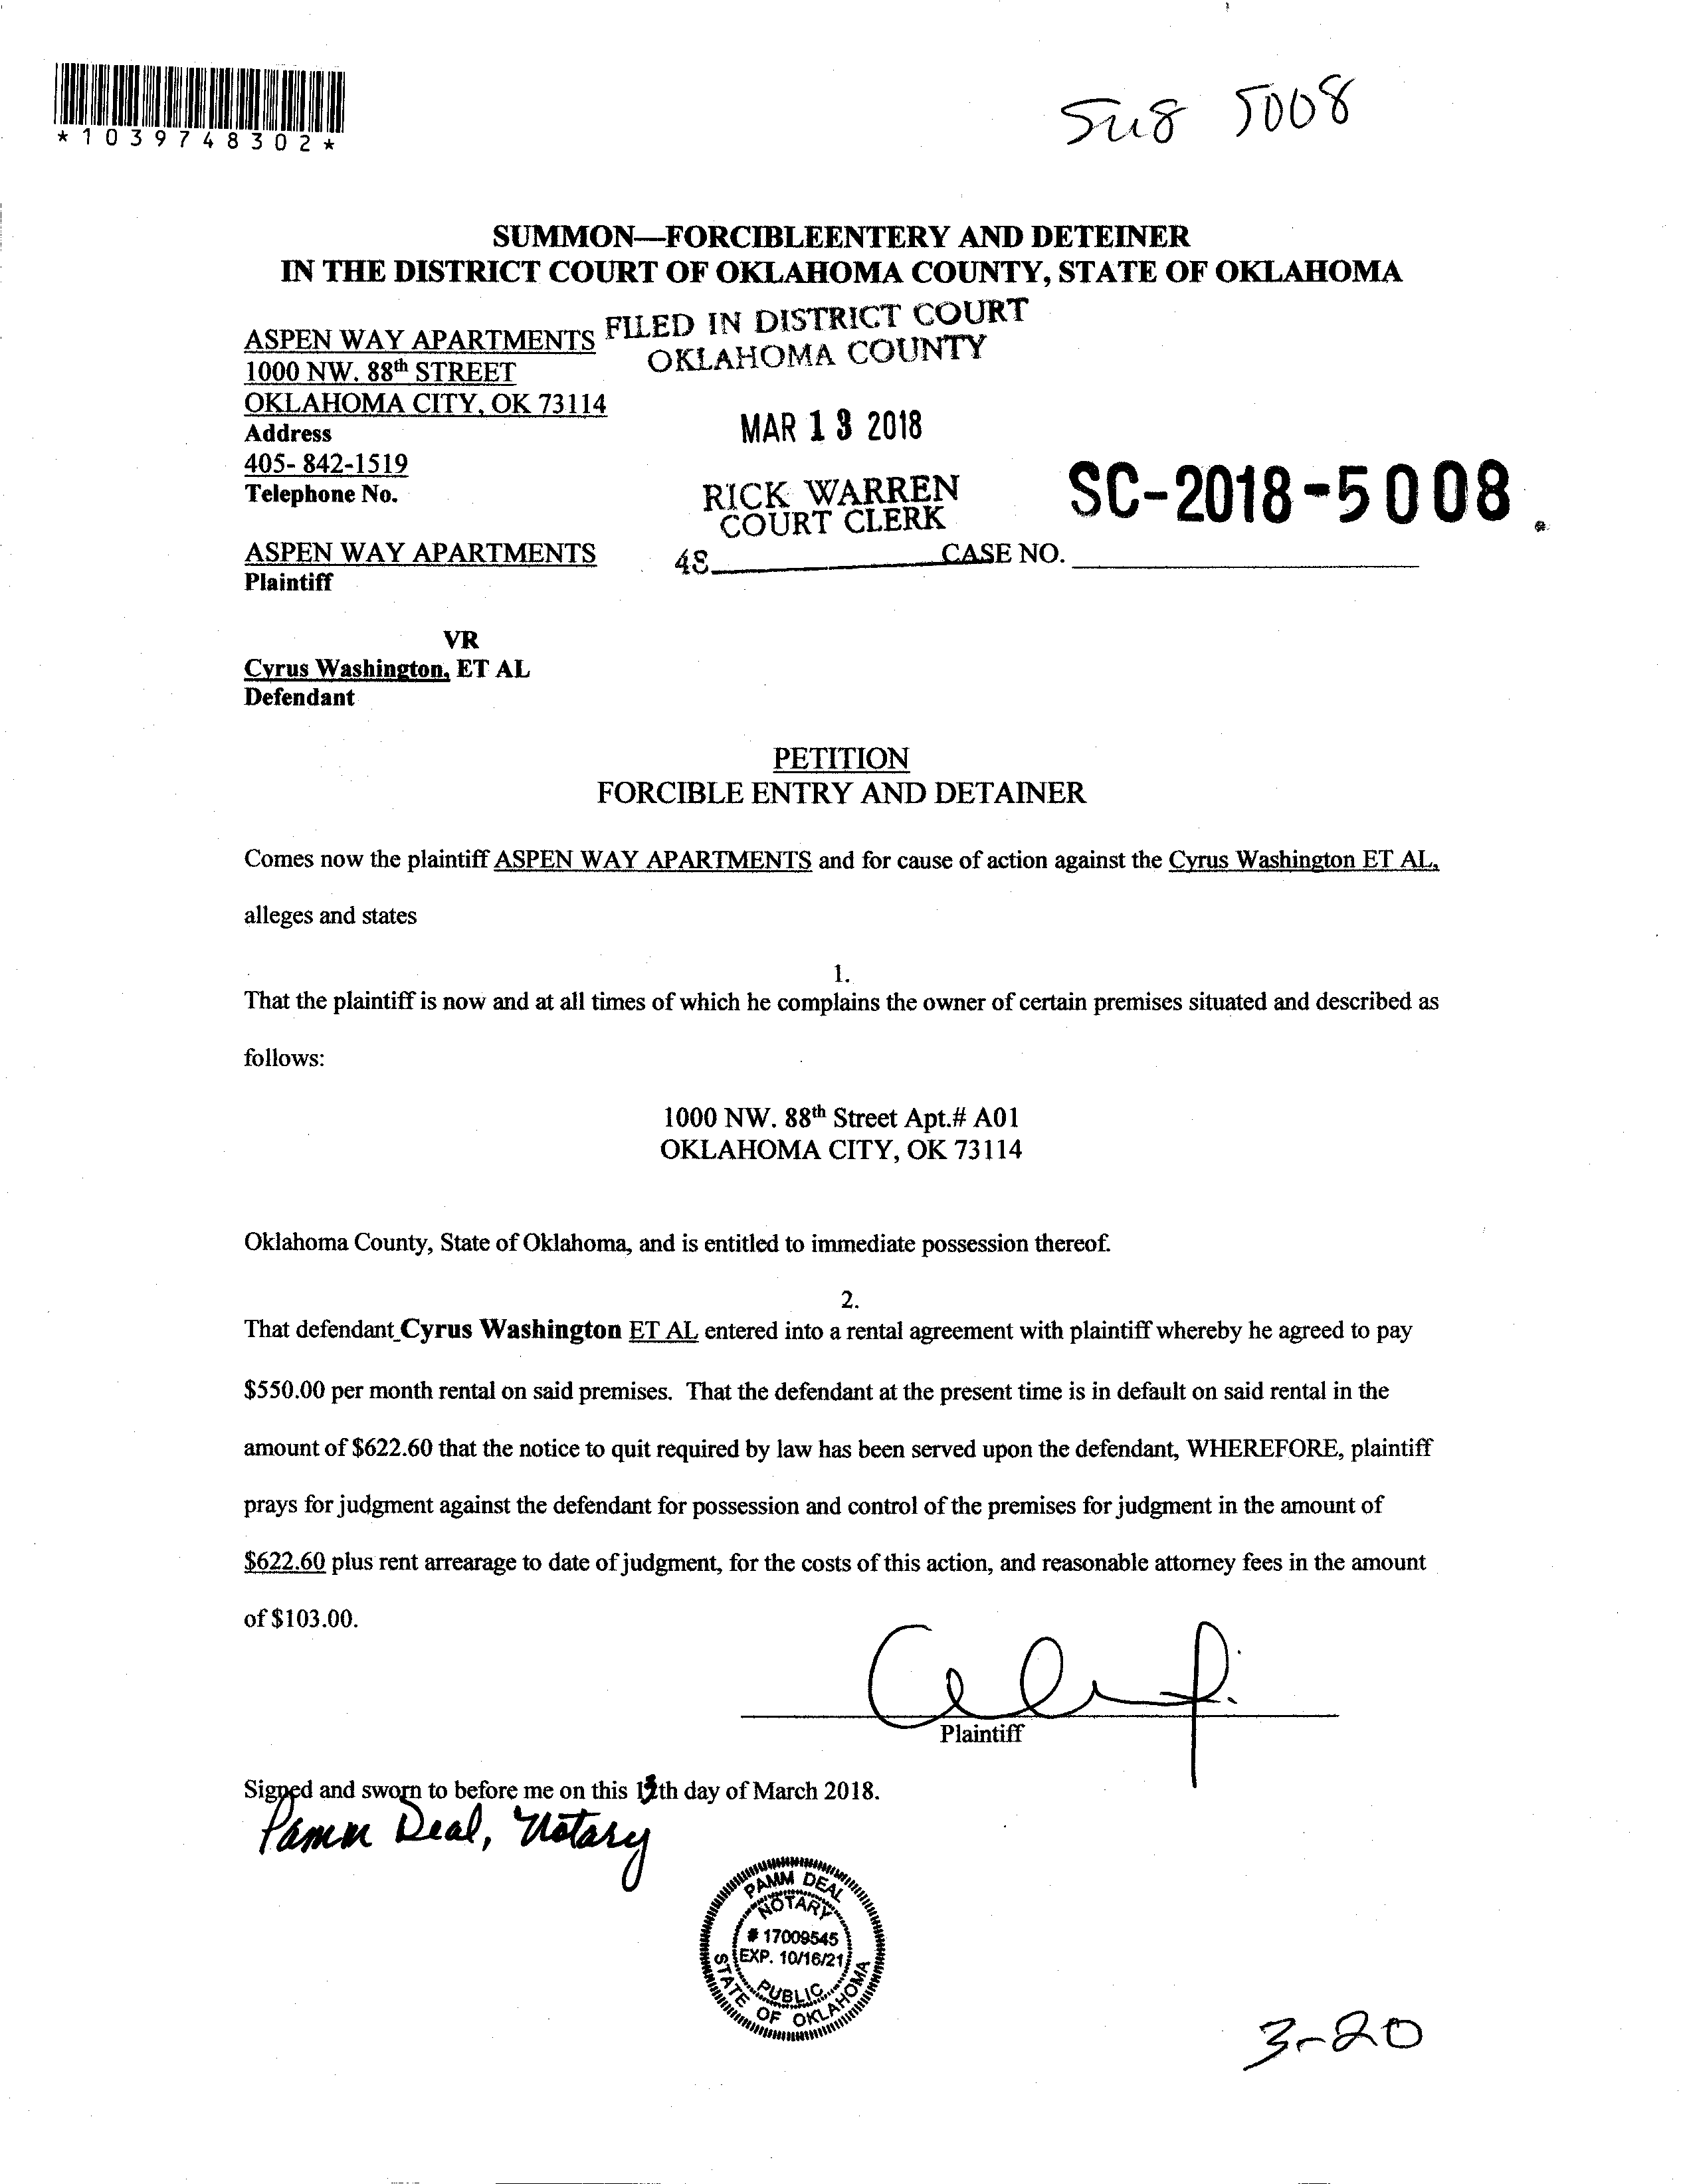 *1039748302*
5008
SUMMON—FORCIBLEENTERY AND DETEINER
IN THE DISTRICT COURT OF OKLAHOMA COUNTY, STATE OF OKLAHOMA
ASPEN WAY APARTMENTS
1000 NW. 88th STREET
OKLAHOMA CITY, OK 73114
Address
405- 842-1519
Telephone No.
FILED IN DISTRICT COURT
OKLAHOMA COUNTY
MAR 13 2018
RICK WARREN
COURT CLERK
48
SC-2018-5008
ASPEN WAY APARTMENTS
CASE NO.
Plaintiff
VR
Cyrus Washington, ET AL
Defendant
PETITION
FORCIBLE ENTRY AND DETAINER
Comes now the plaintiff ASPEN WAY APARTMENTS and for cause of action against the Cyrus Washington ET AL,
alleges and states
1.
That the plaintiff is now and at all times of which he complains the owner of certain premises situated and described as
follows:
1000 NW. 88th Street Apt.# A01
OKLAHOMA CITY, OK 73114
Oklahoma County, State of Oklahoma, and is entitled to immediate possession thereof.
2.
That defendant Cyrus Washington ET AL entered into a rental agreement with plaintiff whereby he agreed to pay
$550.00 per month rental on said premises. That the defendant at the present time is in default on said rental in the
amount of $622.60 that the notice to quit required by law has been served upon the defendant, WHEREFORE, plaintiff
prays for judgment against the defendant for possession and control of the premises for judgment in the amount of
$622.60 plus rent arrearage to date of judgment, for the costs of this action, and reasonable attorney fees in the amount
of $103.00.
Plaintiff
Signed and sworn to before me on this 13th day of March 2018.
Pamm Deal, Notary
PAMM DEAL
NOTARY
# 17009545
EXP. 10/16/21
PUBLIC
STATE OF OKLAHOMA
3-20